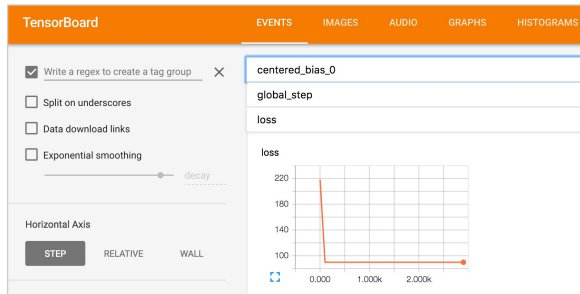 TensorBoard EVENTS IMAGES AUDIO GRAPHS HISTOGRAMS
Write a regex to create a tag group
Split on underscores
Data download links
Exponential smoothing
decay
Horizontal Axis
STEP RELATIVE WALL
centered_bias_0
global_step
loss
loss
220
180
140
100
0.000 1.000k 2.000k